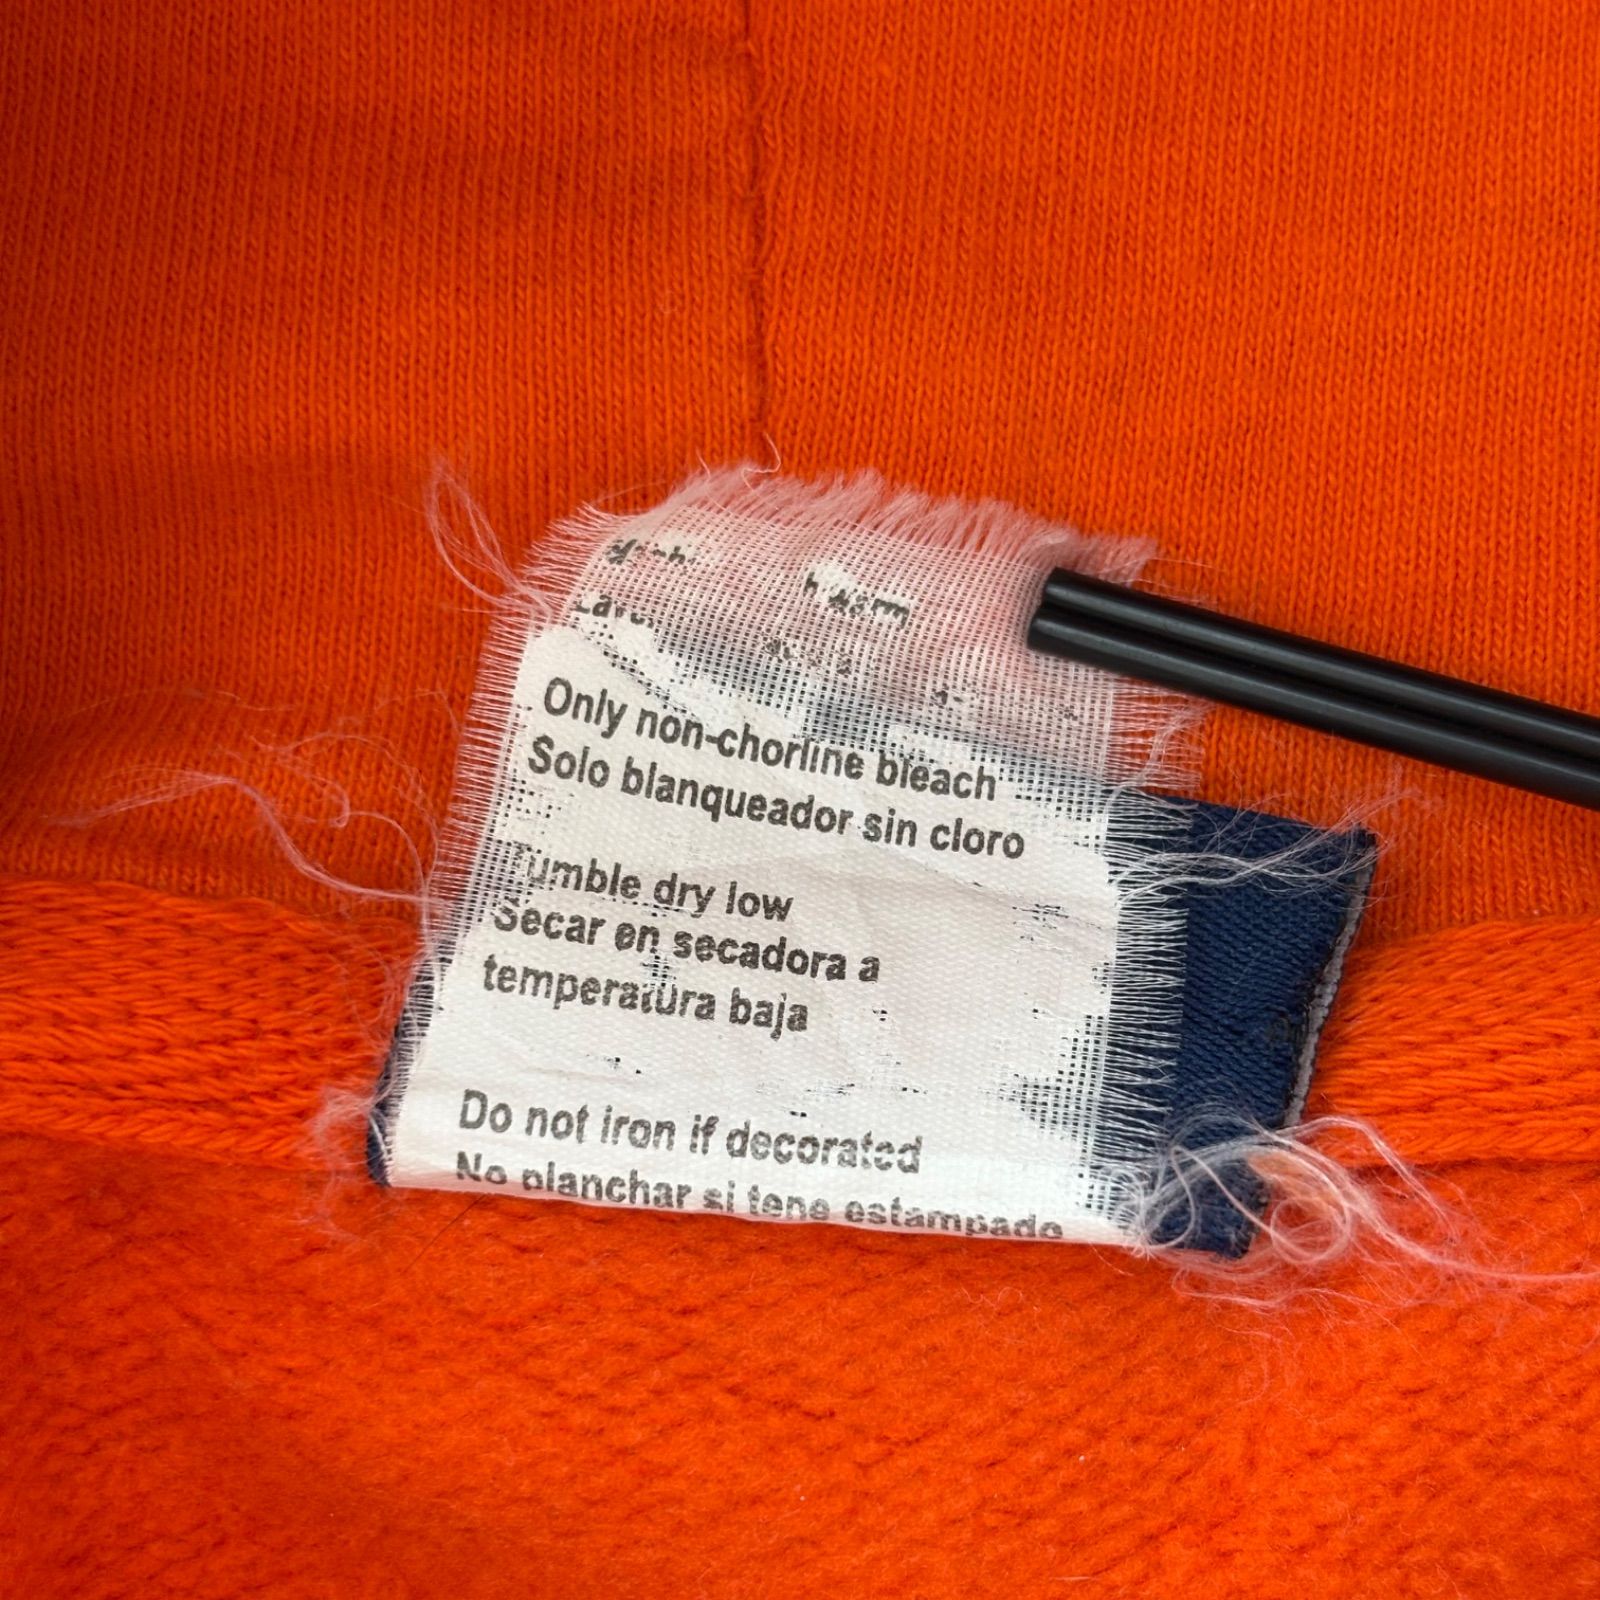 warm
Only non-chorline bleach
Solo blanqueador sin cloro
Tumble dry low
Secar en secadora a
temperatura baja
Do not iron if decorated
No planchar si tene estampado